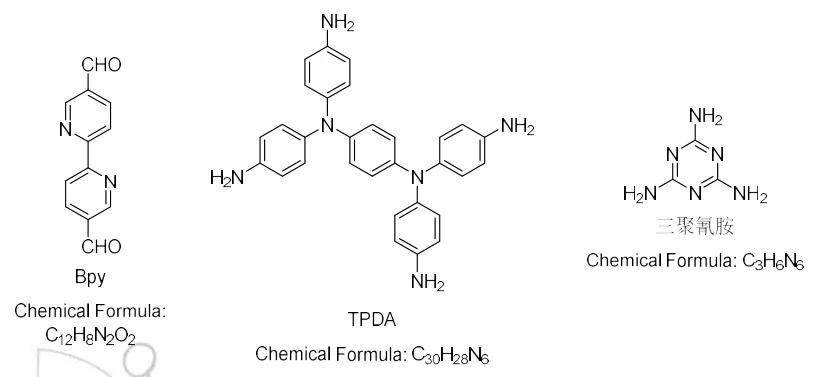 CHO
N
N
CHO
Bpy
Chemical Formula:
C₁₂H₈N₂O₂
NH₂
N
H₂N
NH₂
N
NH₂
TPDA
Chemical Formula: C₃₀H₂₈N₆
NH₂
N
N
H₂N
N
NH₂
三聚氰胺
Chemical Formula: C₃H₆N₆